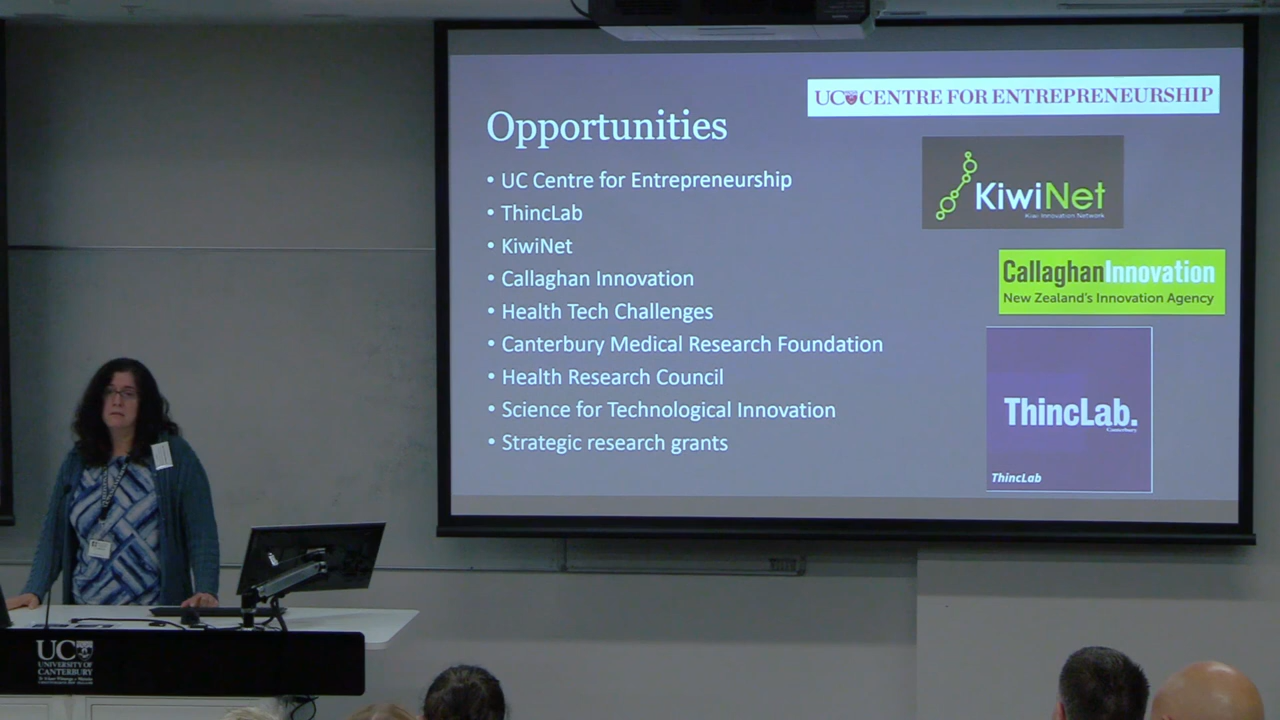 UC CENTRE FOR ENTREPRENEURSHIP
Opportunities
• UC Centre for Entrepreneurship
• ThincLab
• KiwiNet
• Callaghan Innovation
• Health Tech Challenges
• Canterbury Medical Research Foundation
• Health Research Council
• Science for Technological Innovation
• Strategic research grants
KiwiNet
Kiwi Innovation Network
CallaghanInnovation
New Zealand's Innovation Agency
ThincLab.
Canterbury
ThincLab
UC
UNIVERSITY OF
CANTERBURY